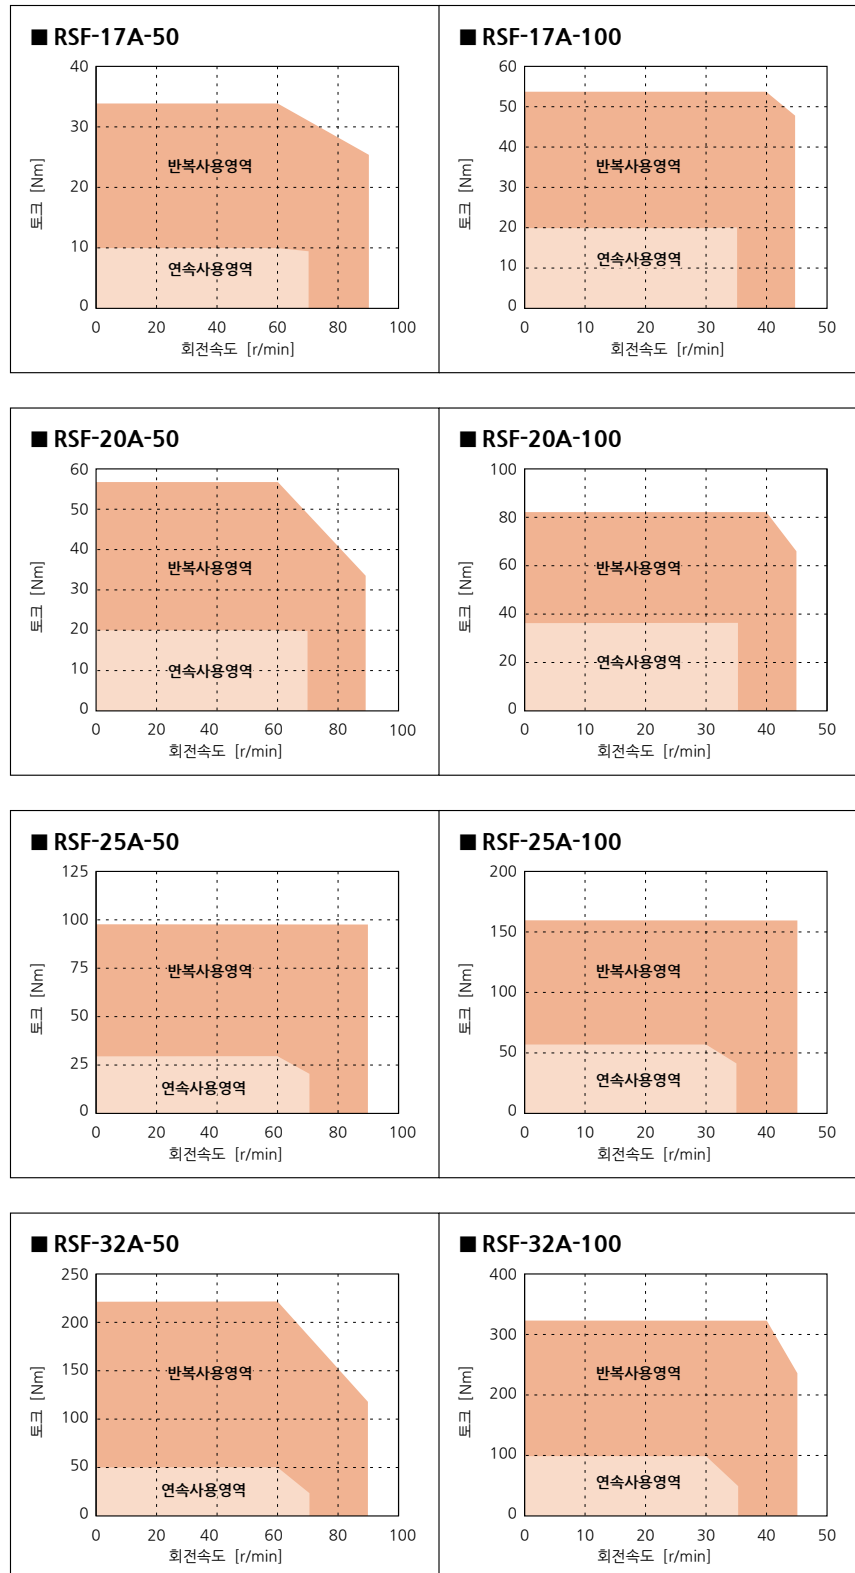 ■ RSF-17A-50
40
30
20
10
0
토크 [Nm]
반복사용영역
연속사용영역
0 20 40 60 80 100
회전속도 [r/min]
■ RSF-17A-100
60
50
40
30
20
10
0
토크 [Nm]
반복사용영역
연속사용영역
0 10 20 30 40 50
회전속도 [r/min]
■ RSF-20A-50
60
50
40
30
20
10
0
토크 [Nm]
반복사용영역
연속사용영역
0 20 40 60 80 100
회전속도 [r/min]
■ RSF-20A-100
100
80
60
40
20
0
토크 [Nm]
반복사용영역
연속사용영역
0 10 20 30 40 50
회전속도 [r/min]
■ RSF-25A-50
125
100
75
50
25
0
토크 [Nm]
반복사용영역
연속사용영역
0 20 40 60 80 100
회전속도 [r/min]
■ RSF-25A-100
200
150
100
50
0
토크 [Nm]
반복사용영역
연속사용영역
0 10 20 30 40 50
회전속도 [r/min]
■ RSF-32A-50
250
200
150
100
50
0
토크 [Nm]
반복사용영역
연속사용영역
0 20 40 60 80 100
회전속도 [r/min]
■ RSF-32A-100
400
300
200
100
0
토크 [Nm]
반복사용영역
연속사용영역
0 10 20 30 40 50
회전속도 [r/min]